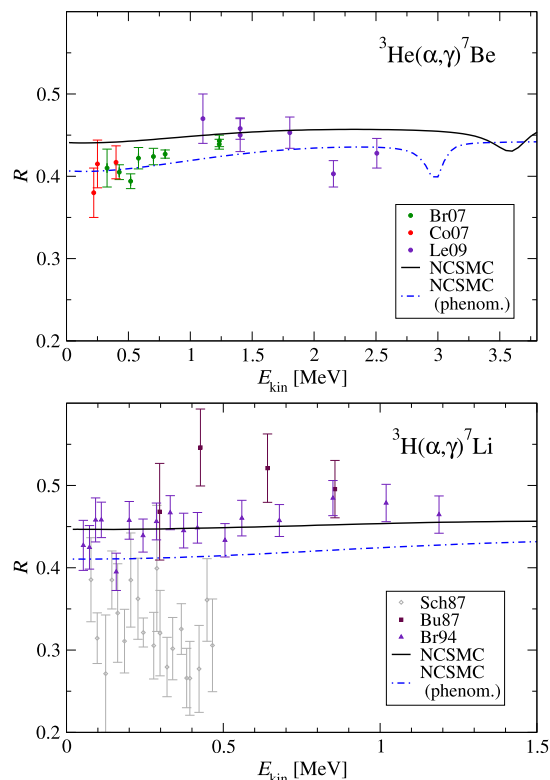 ³He(α,γ)⁷Be
0.5
0.4
0.3
0.2
R
Br07
Co07
Le09
NCSMC
NCSMC
(phenom.)
0 0.5 1 1.5 2 2.5 3 3.5
E_kin [MeV]
³H(α,γ)⁷Li
0.5
0.4
0.3
0.2
R
Sch87
Bu87
Br94
NCSMC
NCSMC
(phenom.)
0 0.5 1 1.5
E_kin [MeV]